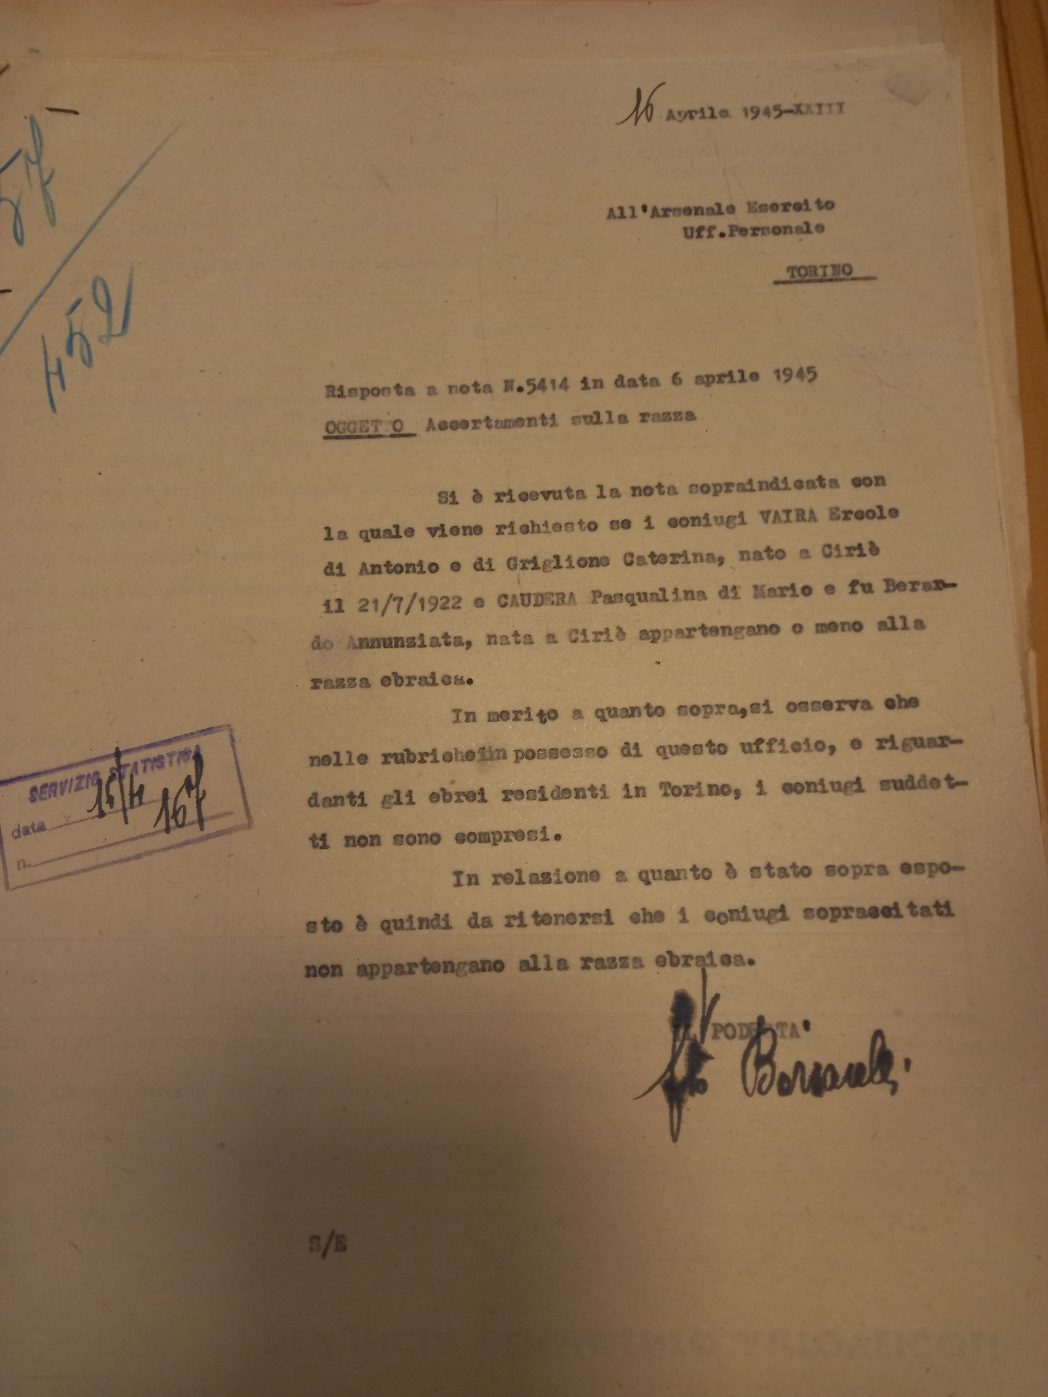 16 Aprile 1945-XXIII
All'Arsenale Esercito
Uff.Personale
TORINO
57
452
Risposta a nota N.5414 in data 6 aprile 1945
OGGETTO Accertamenti sulla razza
Si è ricevuta la nota sopraindicata con
la quale viene richiesto se i coniugi VAIRA Ercole
di Antonio e di Griglione Caterina, nato a Ciriè
il 21/7/1922 e CAUDERA Pasqualina di Mario e fu Berar-
do Annunziata, nata a Ciriè appartengano o meno alla
razza ebraica.
In merito a quanto sopra,si osserva che
nelle rubriche in possesso di questo ufficio, e riguar-
danti gli ebrei residenti in Torino, i coniugi suddet-
ti non sono compresi.
SERVIZIO STATISTICA
data 15/4
n. 167
In relazione a quanto è stato sopra espo-
sto è quindi da ritenersi che i coniugi sopracitati
non appartengano alla razza ebraica.
PODESTA'
S/E